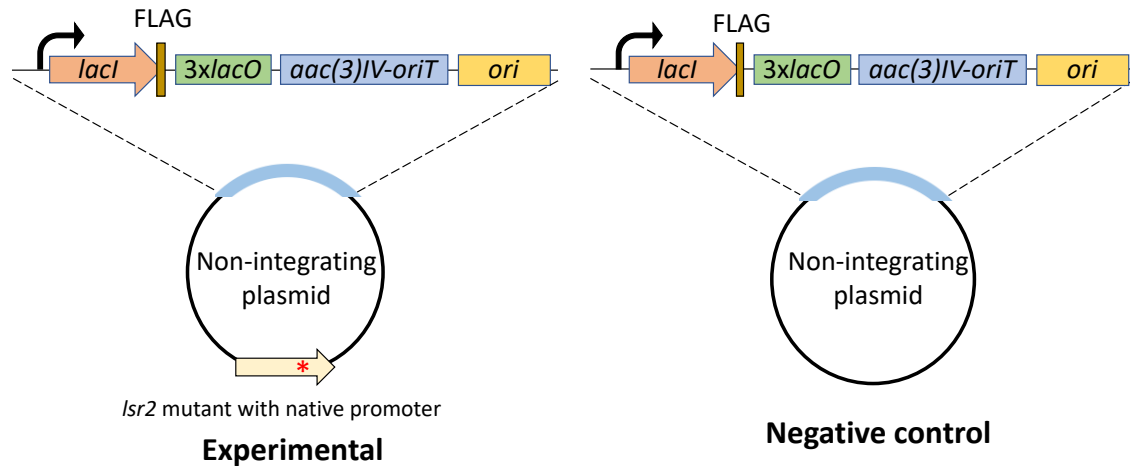 FLAG
lacI
3xlacO
aac(3)IV-oriT
ori
Non-integrating
plasmid
*
lsr2 mutant with native promoter
Experimental
FLAG
lacI
3xlacO
aac(3)IV-oriT
ori
Non-integrating
plasmid
Negative control